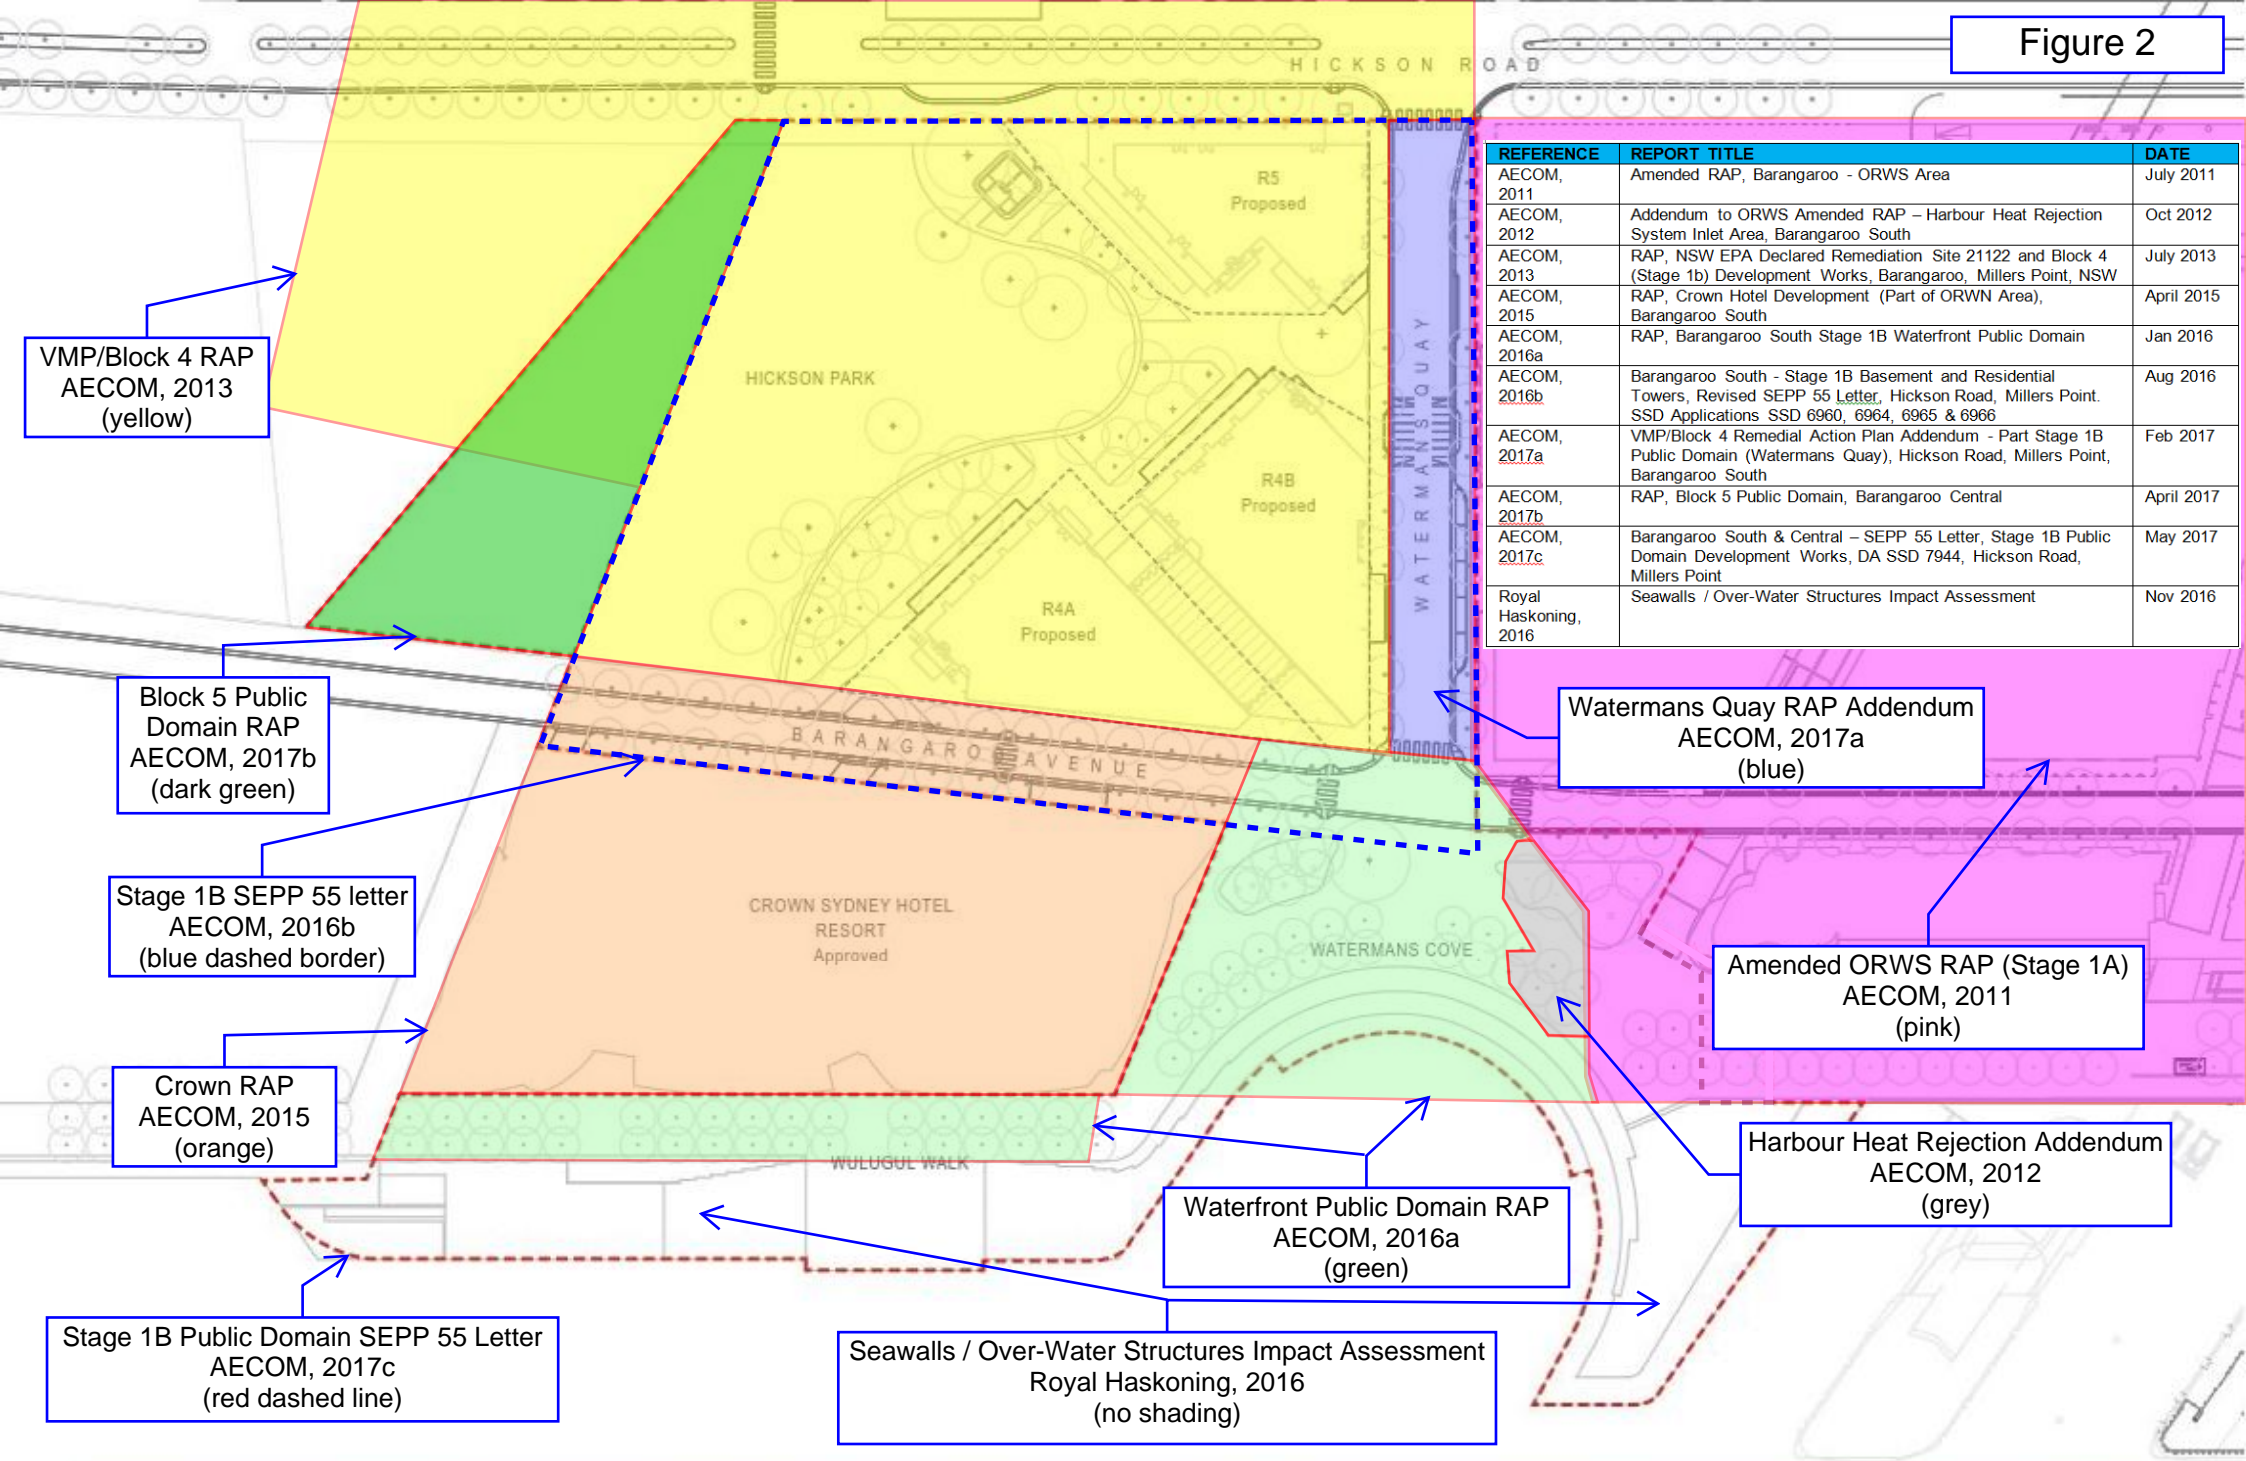 Figure 2
HICKSON ROAD
REFERENCE REPORT TITLE DATE
AECOM, 2011 Amended RAP, Barangaroo - ORWS Area July 2011
AECOM, 2012 Addendum to ORWS Amended RAP – Harbour Heat Rejection System Inlet Area, Barangaroo South Oct 2012
AECOM, 2013 RAP, NSW EPA Declared Remediation Site 21122 and Block 4 (Stage 1b) Development Works, Barangaroo, Millers Point, NSW July 2013
AECOM, 2015 RAP, Crown Hotel Development (Part of ORWN Area), Barangaroo South April 2015
AECOM, 2016a RAP, Barangaroo South Stage 1B Waterfront Public Domain Jan 2016
AECOM, 2016b Barangaroo South - Stage 1B Basement and Residential Towers, Revised SEPP 55 Letter, Hickson Road, Millers Point. SSD Applications SSD 6960, 6964, 6965 & 6966 Aug 2016
AECOM, 2017a VMP/Block 4 Remedial Action Plan Addendum - Part Stage 1B Public Domain (Watermans Quay), Hickson Road, Millers Point, Barangaroo South Feb 2017
AECOM, 2017b RAP, Block 5 Public Domain, Barangaroo Central April 2017
AECOM, 2017c Barangaroo South & Central – SEPP 55 Letter, Stage 1B Public Domain Development Works, DA SSD 7944, Hickson Road, Millers Point May 2017
Royal Haskoning, 2016 Seawalls / Over-Water Structures Impact Assessment Nov 2016
R5
Proposed
VMP/Block 4 RAP
AECOM, 2013
(yellow)
HICKSON PARK
WATERMANS QUAY
R4B
Proposed
R4A
Proposed
Block 5 Public
Domain RAP
AECOM, 2017b
(dark green)
BARANGAROO AVENUE
Watermans Quay RAP Addendum
AECOM, 2017a
(blue)
Stage 1B SEPP 55 letter
AECOM, 2016b
(blue dashed border)
CROWN SYDNEY HOTEL
RESORT
Approved
WATERMANS COVE
Amended ORWS RAP (Stage 1A)
AECOM, 2011
(pink)
Crown RAP
AECOM, 2015
(orange)
WULUGUL WALK
Harbour Heat Rejection Addendum
AECOM, 2012
(grey)
Waterfront Public Domain RAP
AECOM, 2016a
(green)
Stage 1B Public Domain SEPP 55 Letter
AECOM, 2017c
(red dashed line)
Seawalls / Over-Water Structures Impact Assessment
Royal Haskoning, 2016
(no shading)